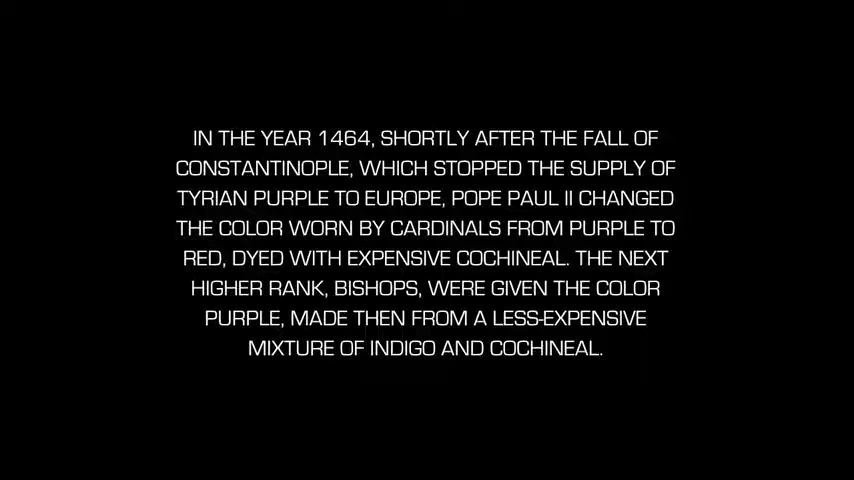 IN THE YEAR 1464, SHORTLY AFTER THE FALL OF
CONSTANTINOPLE, WHICH STOPPED THE SUPPLY OF
TYRIAN PURPLE TO EUROPE, POPE PAUL II CHANGED
THE COLOR WORN BY CARDINALS FROM PURPLE TO
RED, DYED WITH EXPENSIVE COCHINEAL. THE NEXT
HIGHER RANK, BISHOPS, WERE GIVEN THE COLOR
PURPLE, MADE THEN FROM A LESS-EXPENSIVE
MIXTURE OF INDIGO AND COCHINEAL.